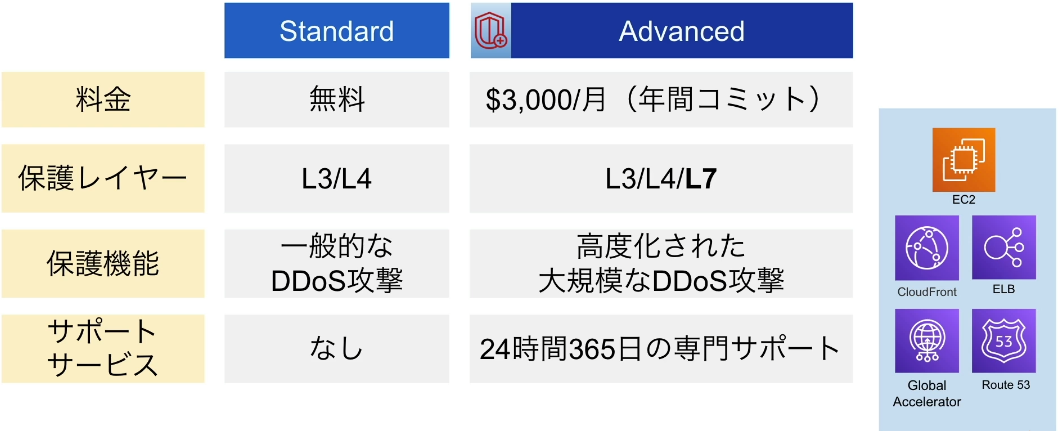 Standard
Advanced
料金
無料
$3,000/月（年間コミット）
保護レイヤー
L3/L4
L3/L4/L7
保護機能
一般的な
DDoS攻撃
高度化された
大規模なDDoS攻撃
サポート
サービス
なし
24時間365日の専門サポート
EC2
CloudFront
ELB
Global
Accelerator
53
Route 53